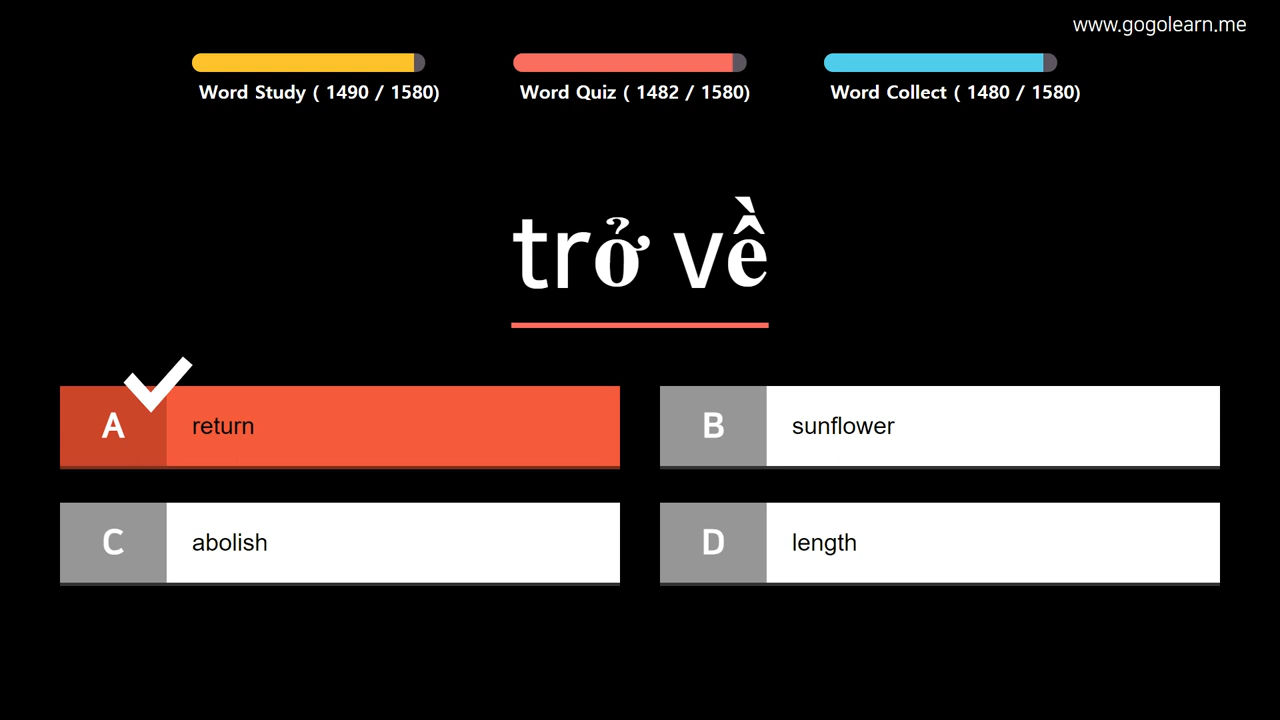 www.gogolearn.me
Word Study ( 1490 / 1580)
Word Quiz ( 1482 / 1580)
Word Collect ( 1480 / 1580)
trở về
A return
B sunflower
C abolish
D length